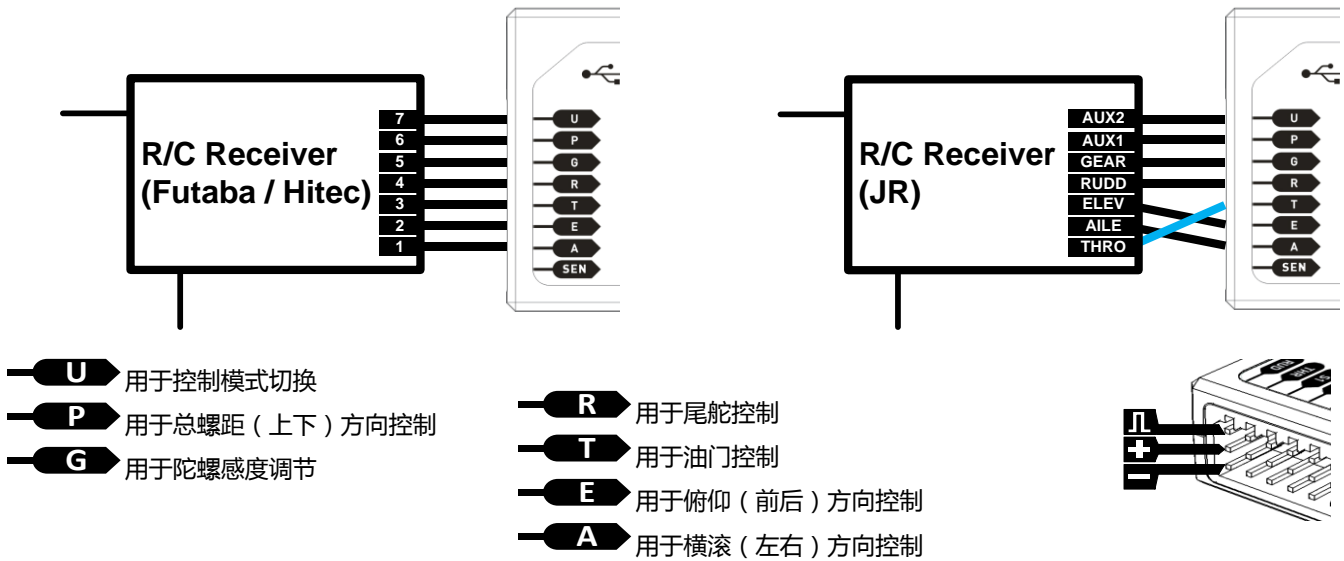 R/C Receiver
(Futaba / Hitec)
7
6
5
4
3
2
1
U
P
G
R
T
E
A
SEN
R/C Receiver
(JR)
AUX2
AUX1
GEAR
RUDD
ELEV
AILE
THRO
U
P
G
R
T
E
A
SEN
U 用于控制模式切换
P 用于总螺距（上下）方向控制
G 用于陀螺感度调节
R 用于尾舵控制
T 用于油门控制
E 用于俯仰（前后）方向控制
A 用于横滚（左右）方向控制